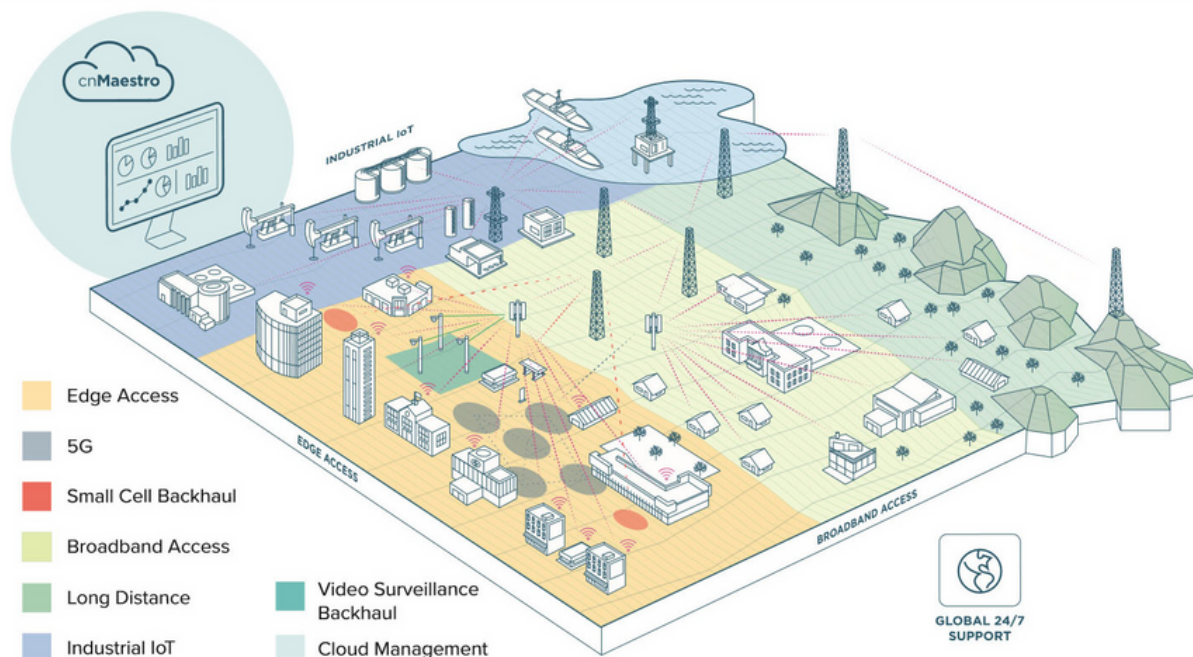 cnMaestro
INDUSTRIAL IoT
EDGE ACCESS
BROADBAND ACCESS
Edge Access
5G
Small Cell Backhaul
Broadband Access
Long Distance
Industrial IoT
Video Surveillance
Backhaul
Cloud Management
GLOBAL 24/7
SUPPORT